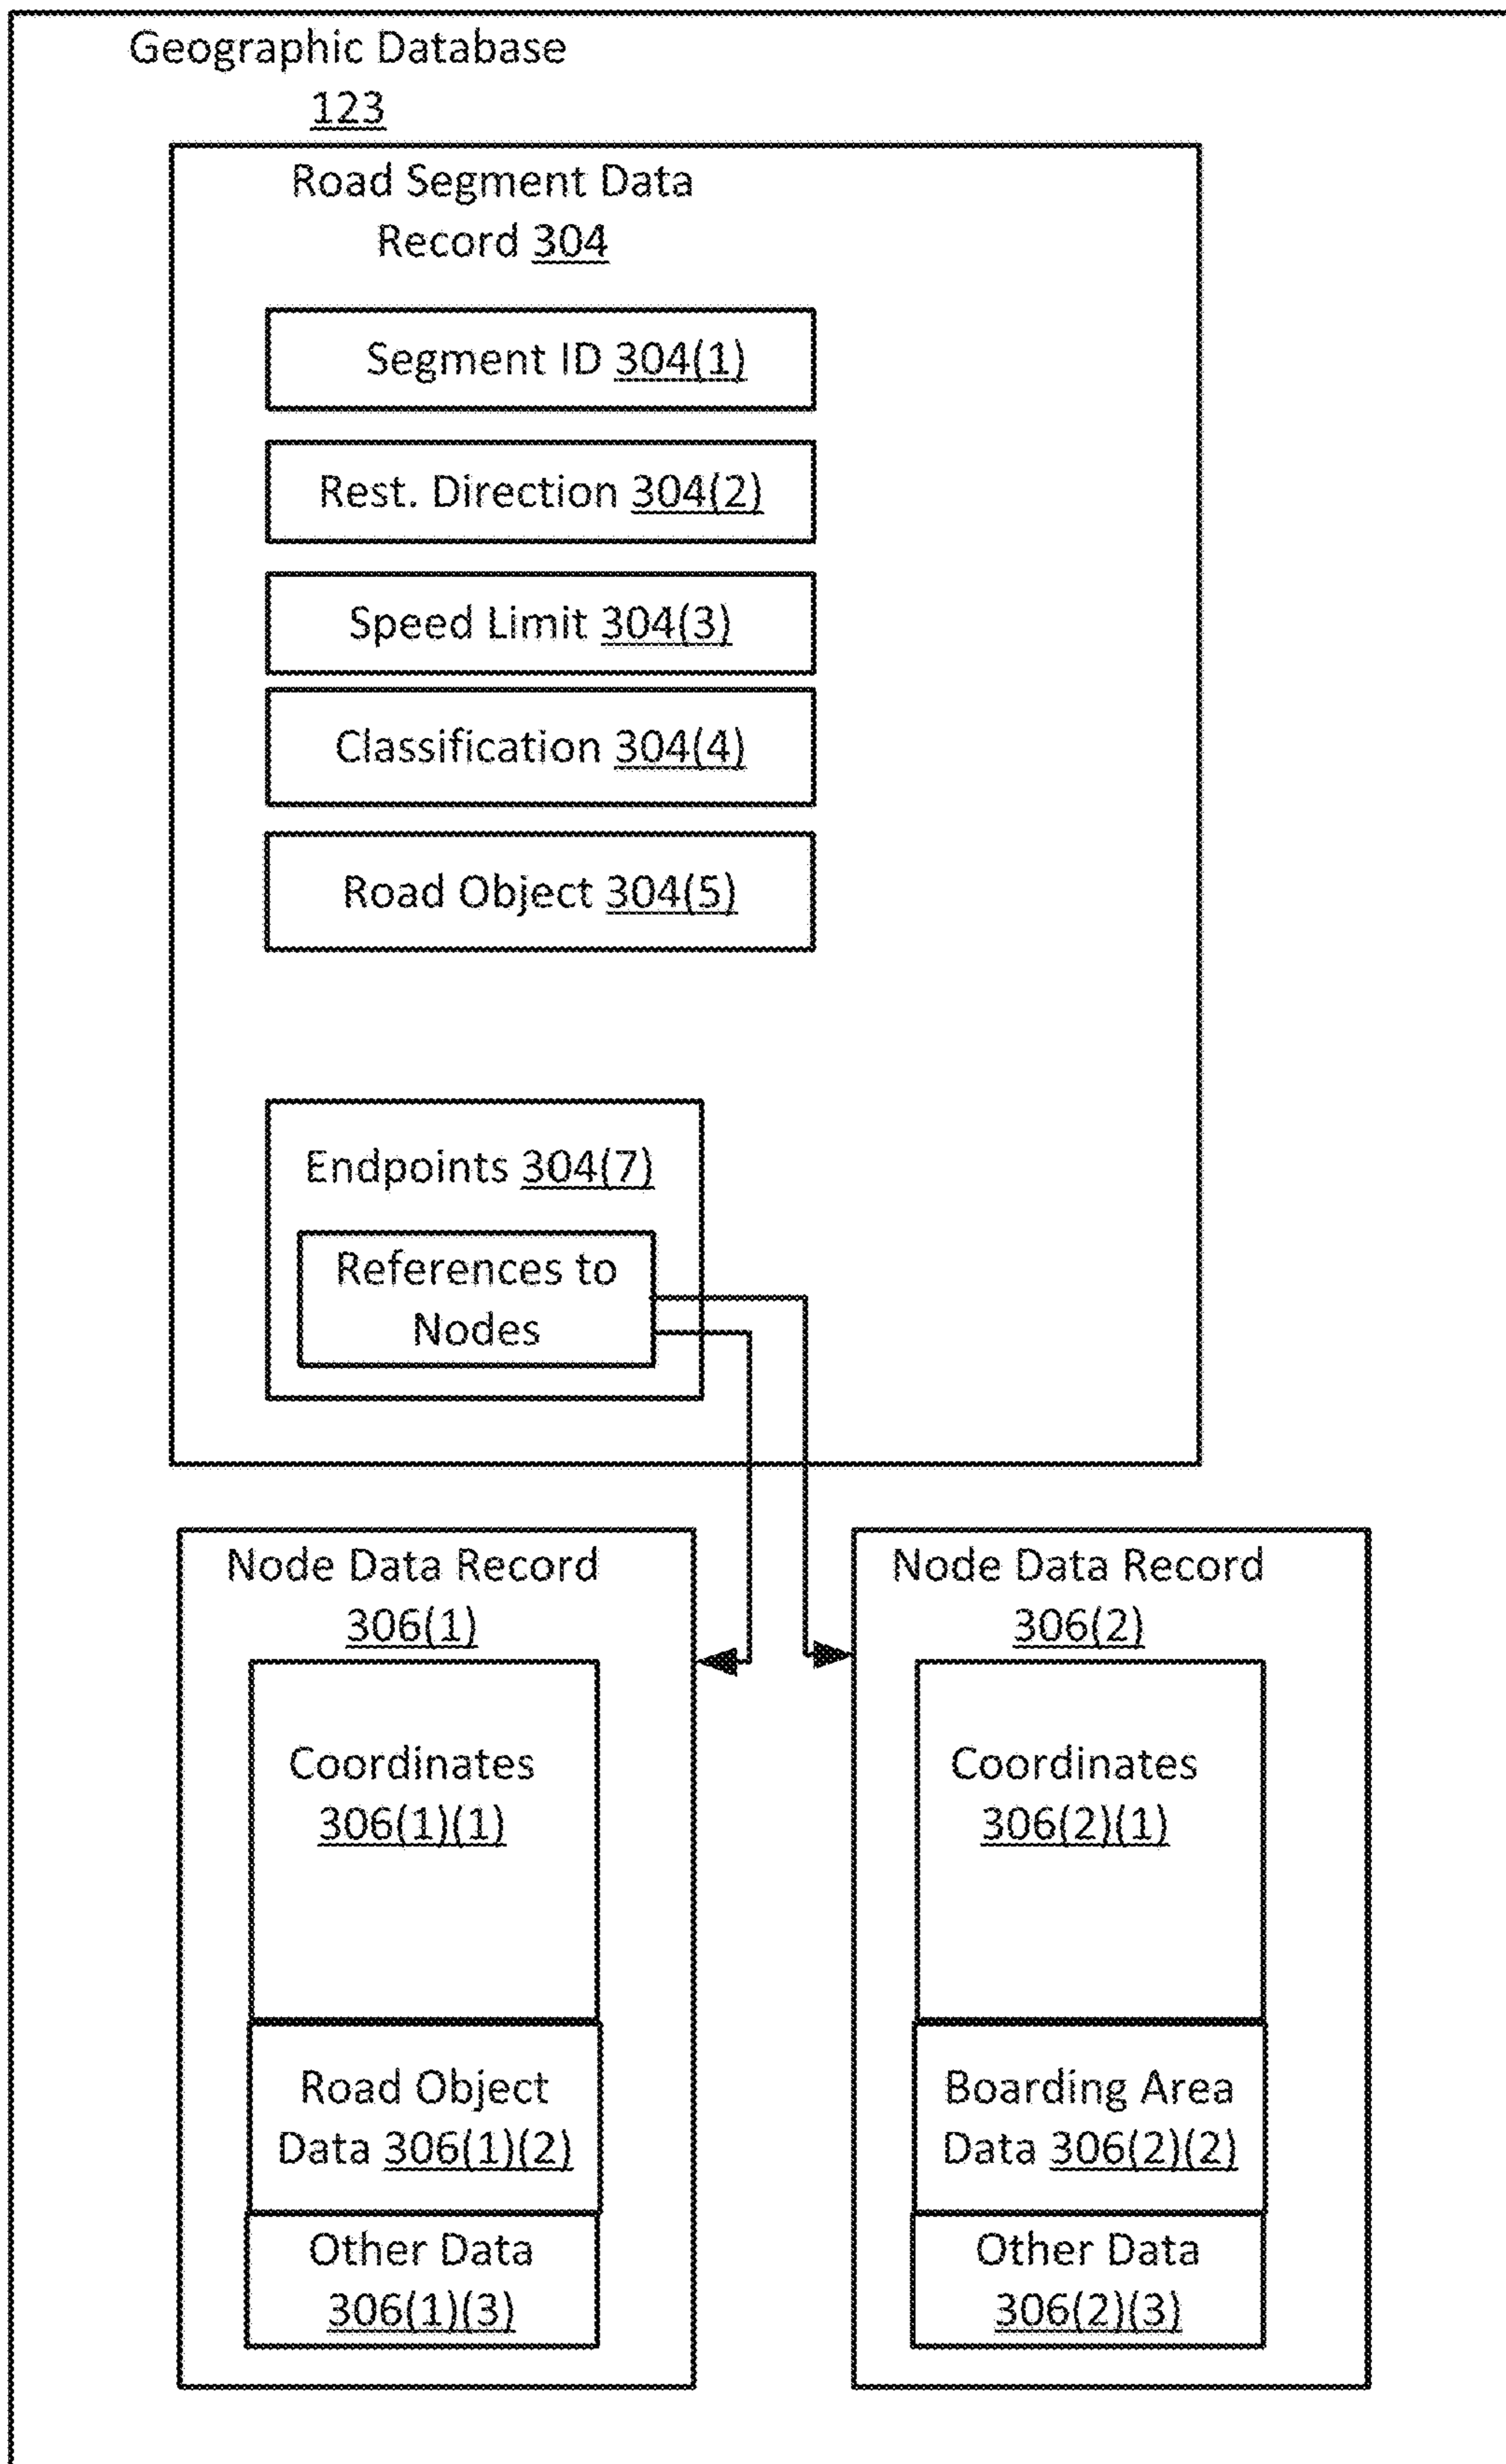 Geographic Database
123
Road Segment Data
Record 304
Segment ID 304(1)
Rest. Direction 304(2)
Speed Limit 304(3)
Classification 304(4)
Road Object 304(5)
Endpoints 304(7)
References to
Nodes
Node Data Record
306(1)
Coordinates
306(1)(1)
Road Object
Data 306(1)(2)
Other Data
306(1)(3)
Node Data Record
306(2)
Coordinates
306(2)(1)
Boarding Area
Data 306(2)(2)
Other Data
306(2)(3)